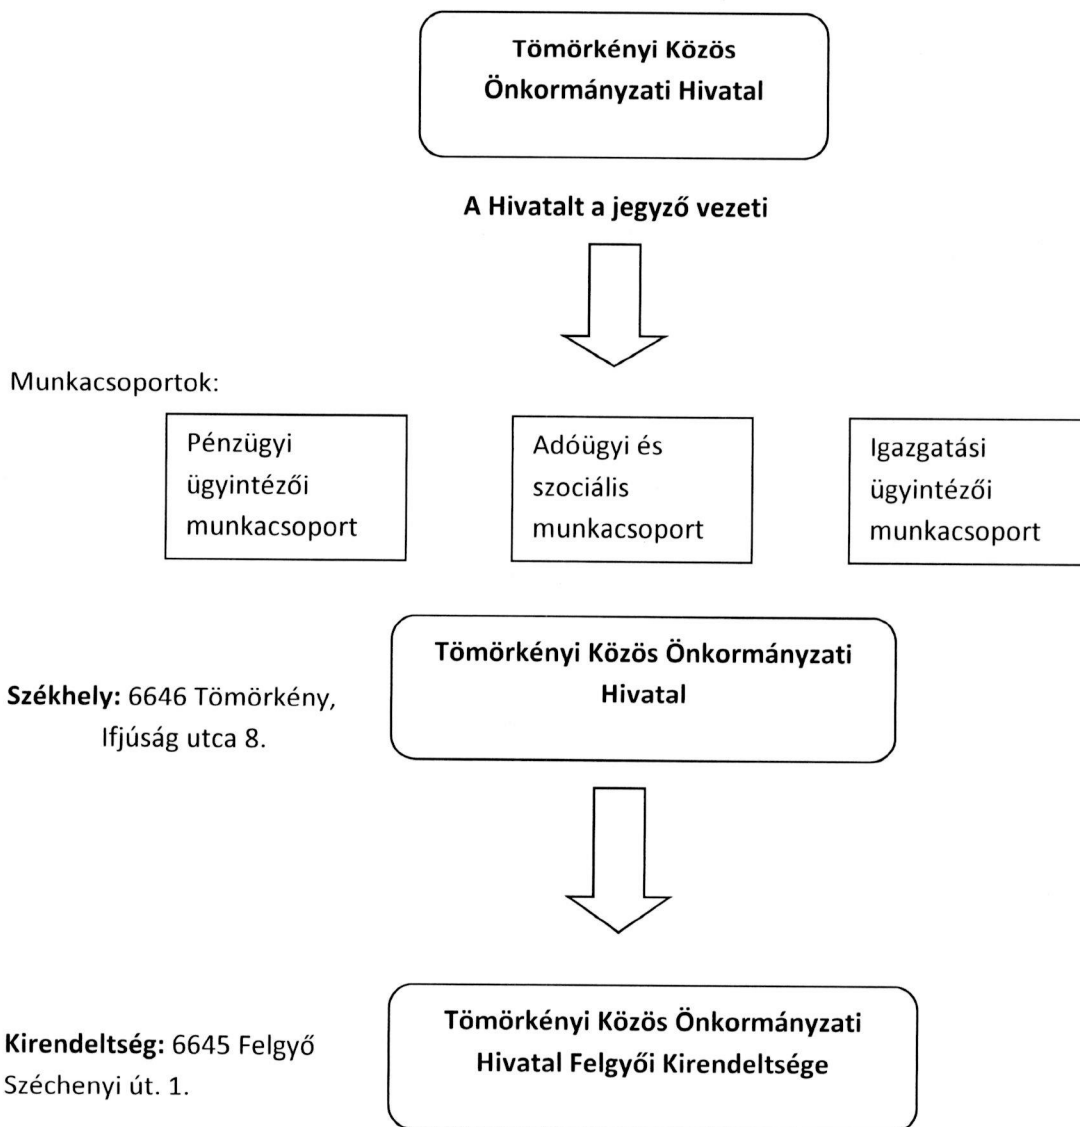 Tömörkényi Közös
Önkormányzati Hivatal
A Hivatalt a jegyző vezeti
Munkacsoportok:
Pénzügyi
ügyintézői
munkacsoport
Adóügyi és
szociális
munkacsoport
Igazgatási
ügyintézői
munkacsoport
Tömörkényi Közös Önkormányzati
Hivatal
Székhely: 6646 Tömörkény,
Ifjúság utca 8.
Tömörkényi Közös Önkormányzati
Hivatal Felgyői Kirendeltsége
Kirendeltség: 6645 Felgyő
Széchenyi út. 1.